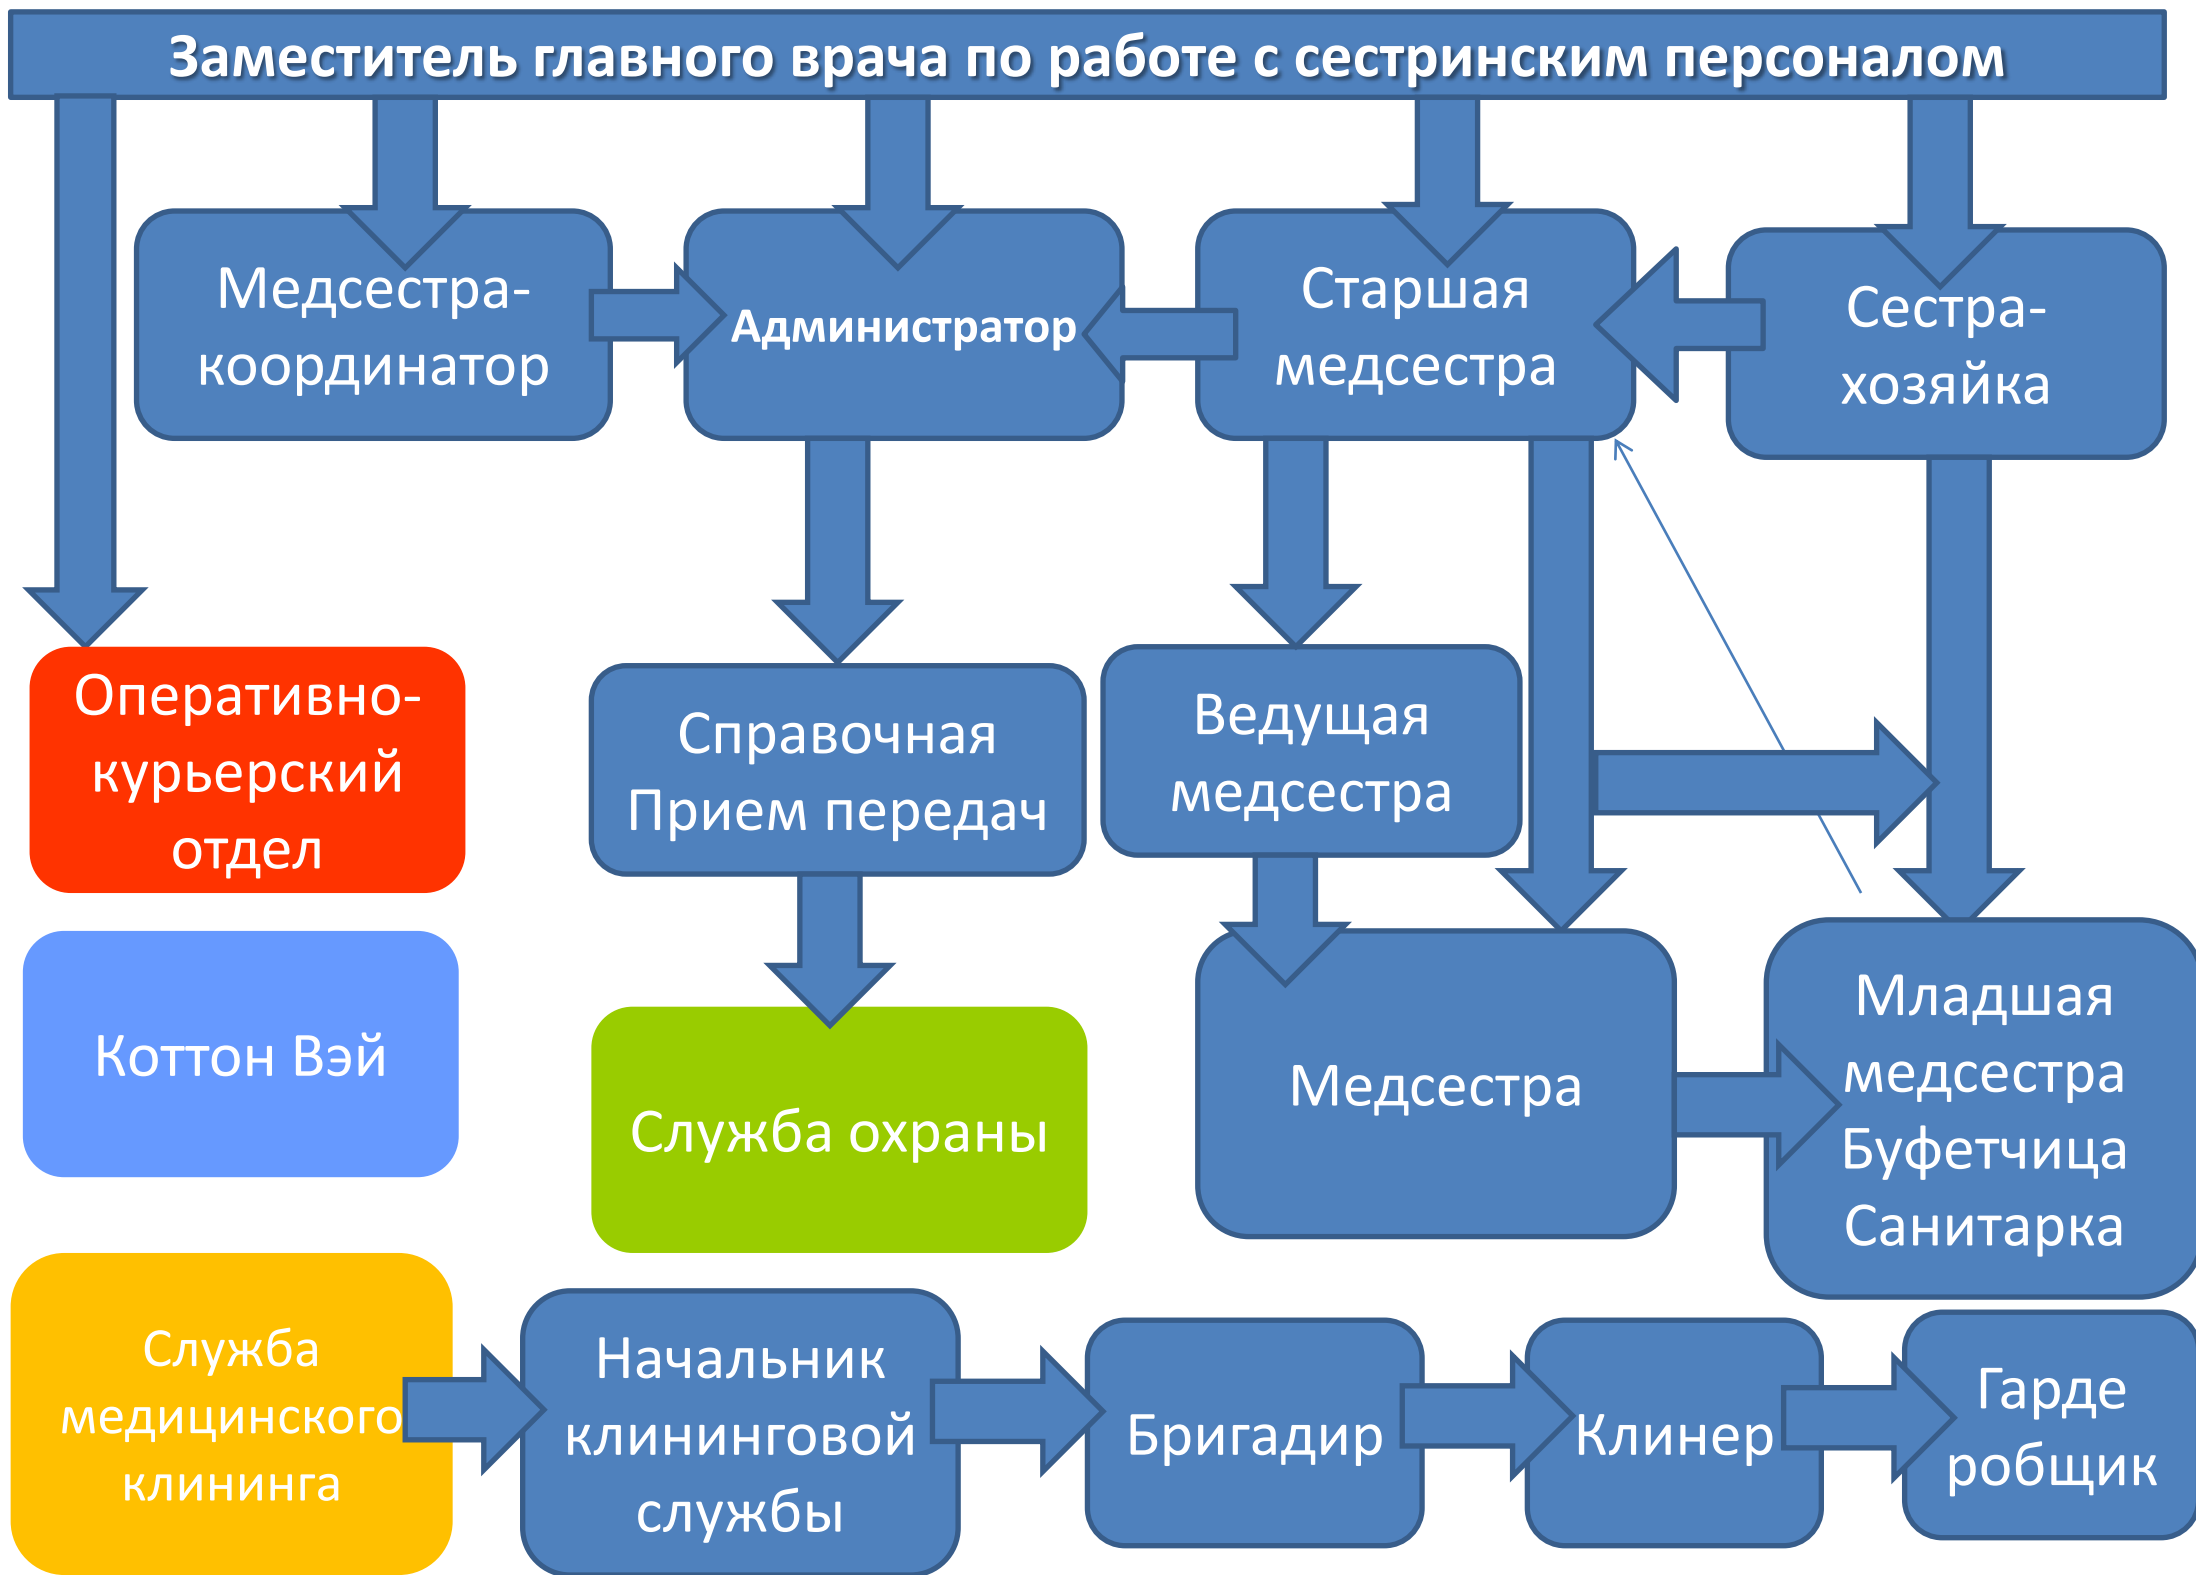 Заместитель главного врача по работе с сестринским персоналом
Медсестра-
координатор
Администратор
Старшая
медсестра
Сестра-
хозяйка
Оперативно-
курьерский
отдел
Справочная
Прием передач
Ведущая
медсестра
Коттон Вэй
Служба охраны
Медсестра
Младшая
медсестра
Буфетчица
Санитарка
Служба
медицинского
клининга
Начальник
клининговой
службы
Бригадир
Клинер
Гарде
робщик